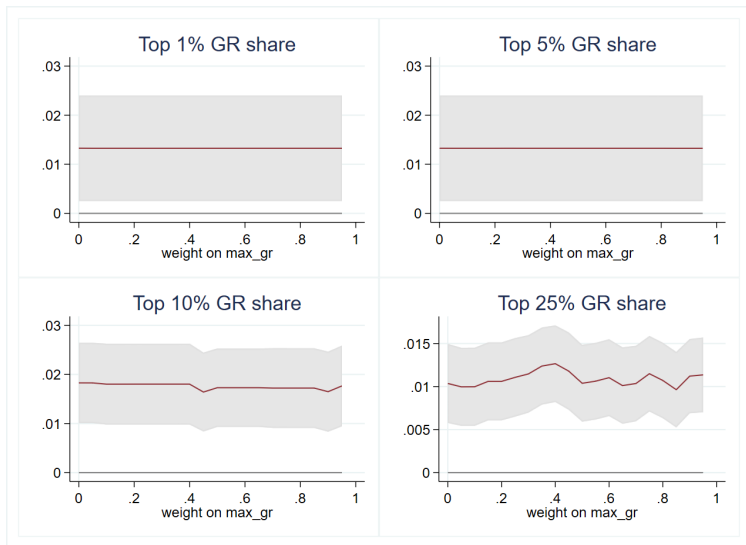 Top 1% GR share
.03
.02
.01
0
0 .2 .4 .6 .8 1
weight on max_gr
Top 5% GR share
.03
.02
.01
0
0 .2 .4 .6 .8 1
weight on max_gr
Top 10% GR share
.03
.02
.01
0
0 .2 .4 .6 .8 1
weight on max_gr
Top 25% GR share
.015
.01
.005
0
0 .2 .4 .6 .8 1
weight on max_gr